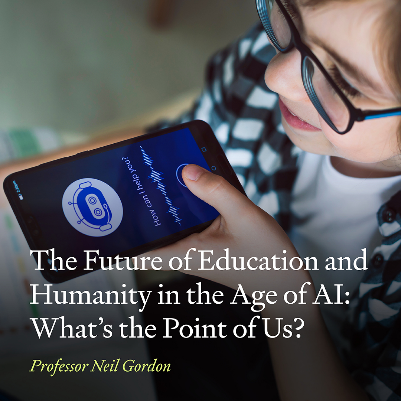 How can I help you?
The Future of Education and
Humanity in the Age of AI:
What's the Point of Us?
Professor Neil Gordon